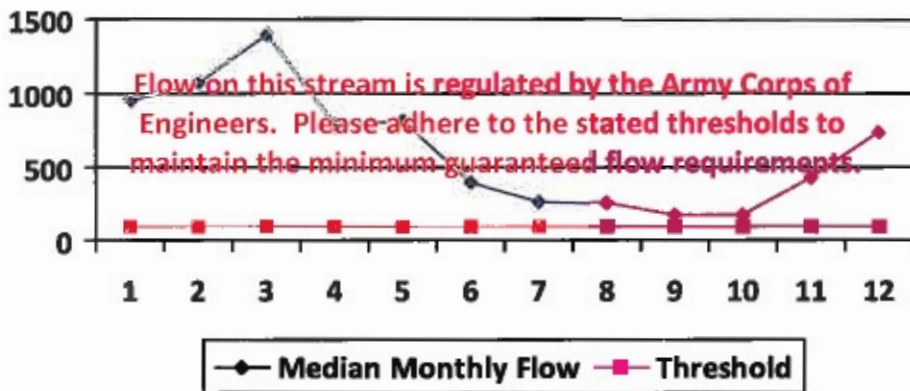 1500
Flow on this stream is regulated by the Army Corps of
1000
Engineers. Please adhere to the stated thresholds to
maintain the minimum guaranteed flow requirements.
500
0
1 2 3 4 5 6 7 8 9 10 11 12
Median Monthly Flow Threshold